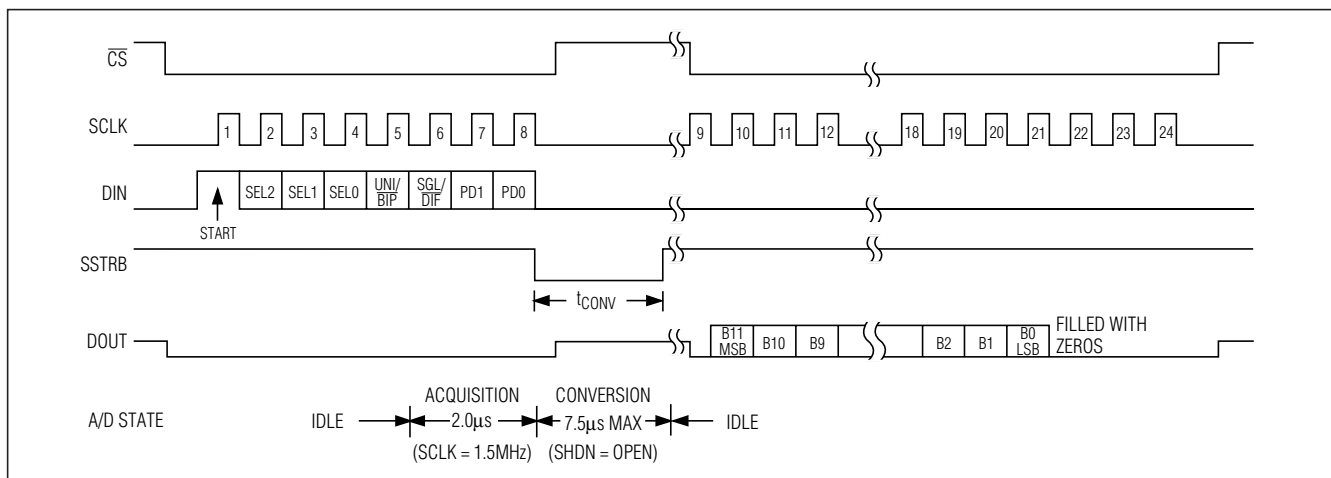 CS
SCLK
1 2 3 4 5 6 7 8 9 10 11 12 18 19 20 21 22 23 24
DIN
SEL2 SEL1 SEL0 UNI/ BIP SGL/ DIF PD1 PD0
START
SSTRB
tCONV
DOUT
B11 MSB B10 B9 B2 B1 B0 LSB FILLED WITH ZEROS
A/D STATE
IDLE
ACQUISITION
2.0μs
(SCLK = 1.5MHz)
CONVERSION
7.5μs MAX
(SHDN = OPEN)
IDLE